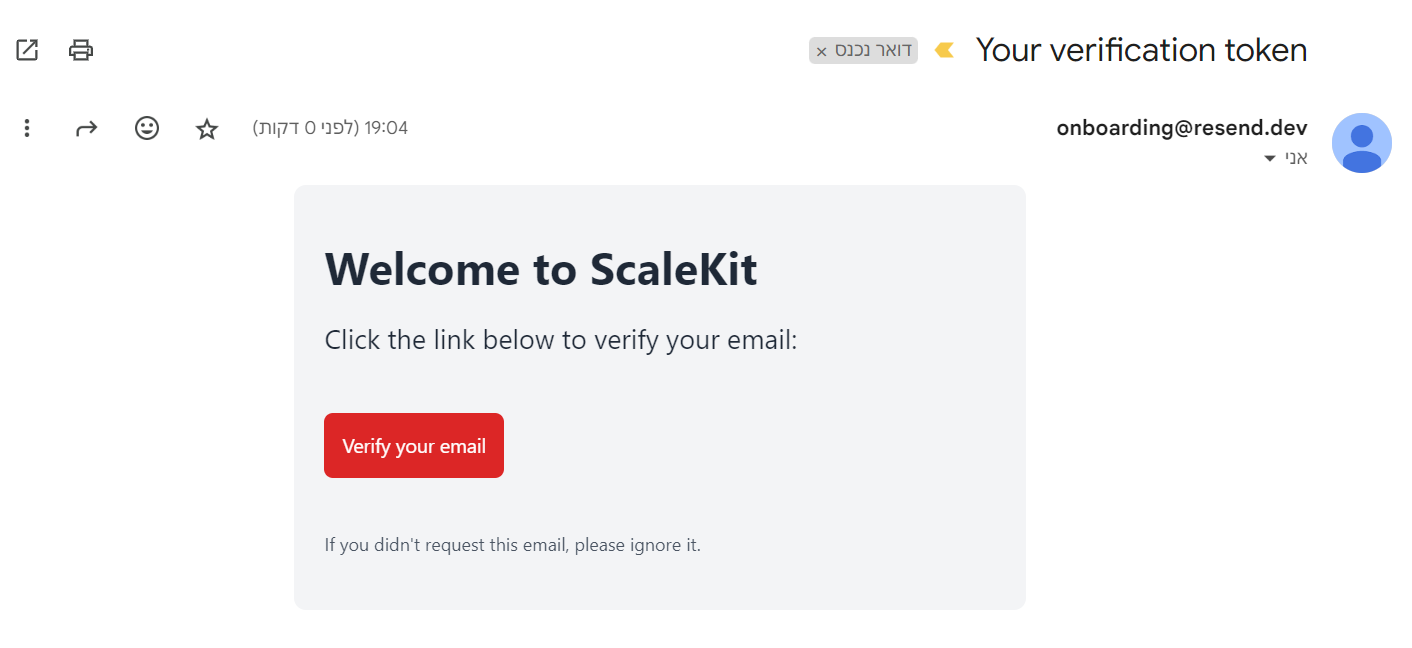 Your verification token
דואר נכנס ×
onboarding@resend.dev
19:04 (לפני 0 דקות)
אני
Welcome to ScaleKit
Click the link below to verify your email:
Verify your email
If you didn't request this email, please ignore it.